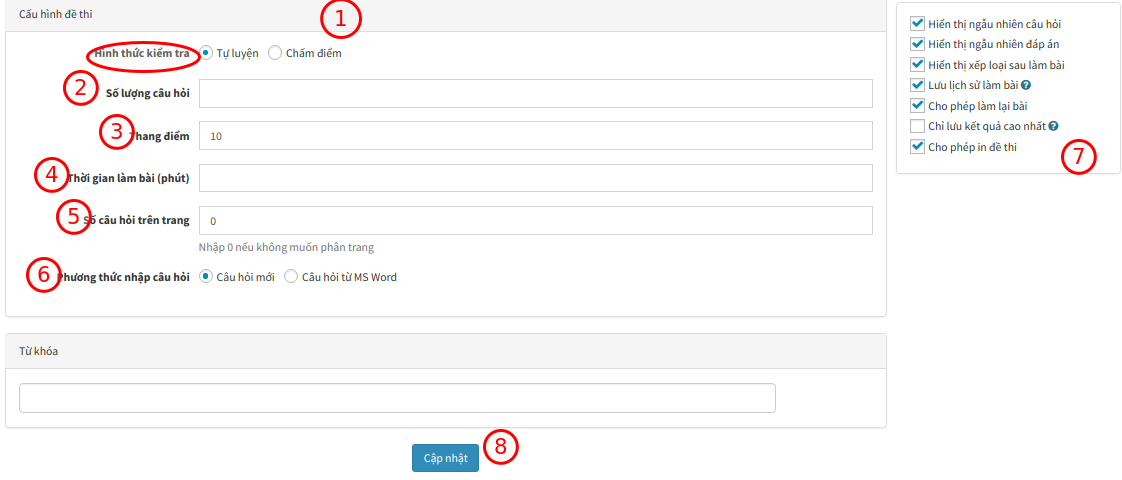 Cấu hình đề thi
1
Hình thức kiểm tra Tự luyện Chấm điểm
2
Số lượng câu hỏi
3
Thang điểm 10
4
Thời gian làm bài (phút)
5
Số câu hỏi trên trang 0
Nhập 0 nếu không muốn phân trang
6
Phương thức nhập câu hỏi Câu hỏi mới Câu hỏi từ MS Word
Từ khóa
Cập nhật
8
Hiển thị ngẫu nhiên câu hỏi
Hiển thị ngẫu nhiên đáp án
Hiển thị xếp loại sau làm bài
Lưu lịch sử làm bài ?
Cho phép làm lại bài
Chỉ lưu kết quả cao nhất ?
Cho phép in đề thi
7